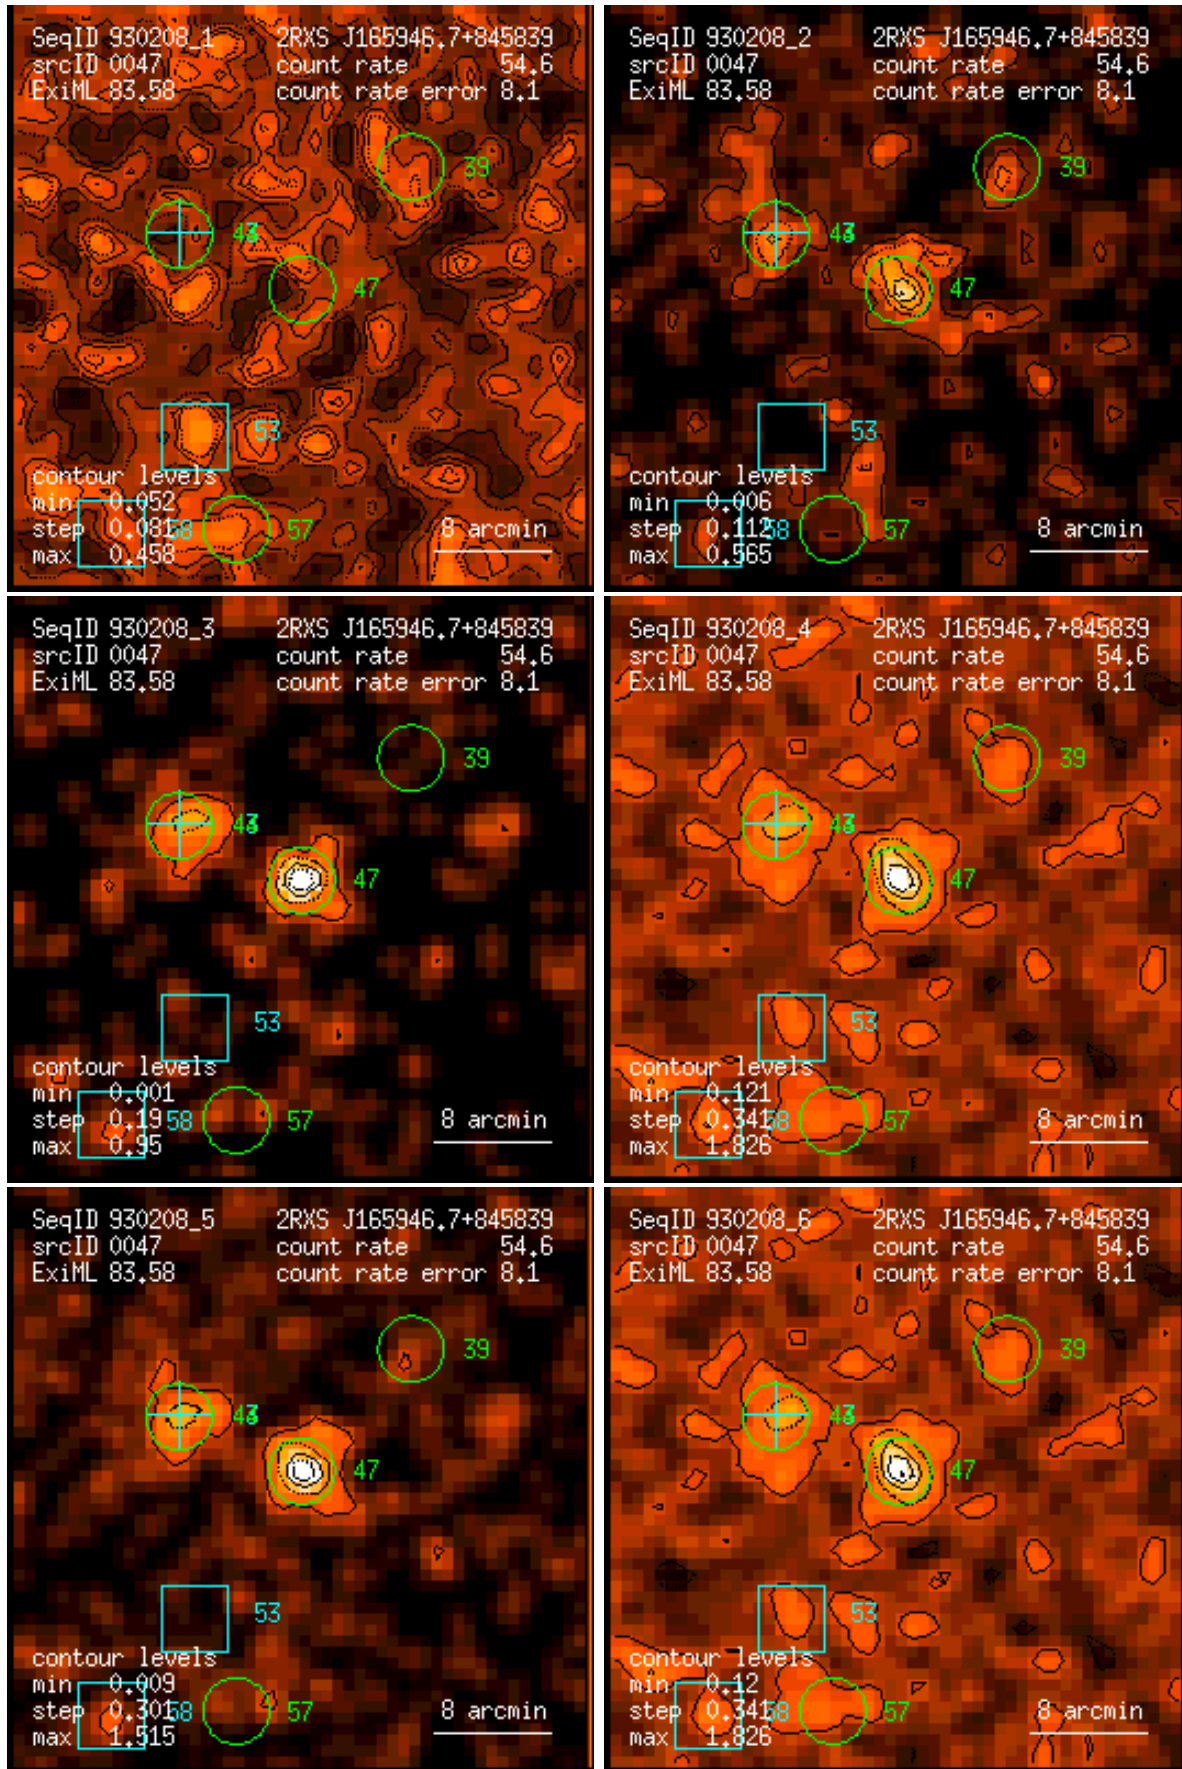 SeqID 930208_1 2RXS J165946.7+845839
srcID 0047 count rate 54.6
ExiML 83.58 count rate error 8.1
39
47
53
contour levels
min 0.052
step 0.081 58 57 8 arcmin
max 0.458
SeqID 930208_2 2RXS J165946.7+845839
srcID 0047 count rate 54.6
ExiML 83.58 count rate error 8.1
39
47
53
contour levels
min 0.006
step 0.112 58 57 8 arcmin
max 0.565
SeqID 930208_3 2RXS J165946.7+845839
srcID 0047 count rate 54.6
ExiML 83.58 count rate error 8.1
39
47
53
contour levels
min 0.001
step 0.19 58 57 8 arcmin
max 0.95
SeqID 930208_4 2RXS J165946.7+845839
srcID 0047 count rate 54.6
ExiML 83.58 count rate error 8.1
39
47
53
contour levels
min 0.121
step 0.341 58 57 8 arcmin
max 1.826
SeqID 930208_5 2RXS J165946.7+845839
srcID 0047 count rate 54.6
ExiML 83.58 count rate error 8.1
39
47
53
contour levels
min 0.009
step 0.301 58 57 8 arcmin
max 1.515
SeqID 930208_6 2RXS J165946.7+845839
srcID 0047 count rate 54.6
ExiML 83.58 count rate error 8.1
39
47
53
contour levels
min 0.12
step 0.341 58 57 8 arcmin
max 1.826